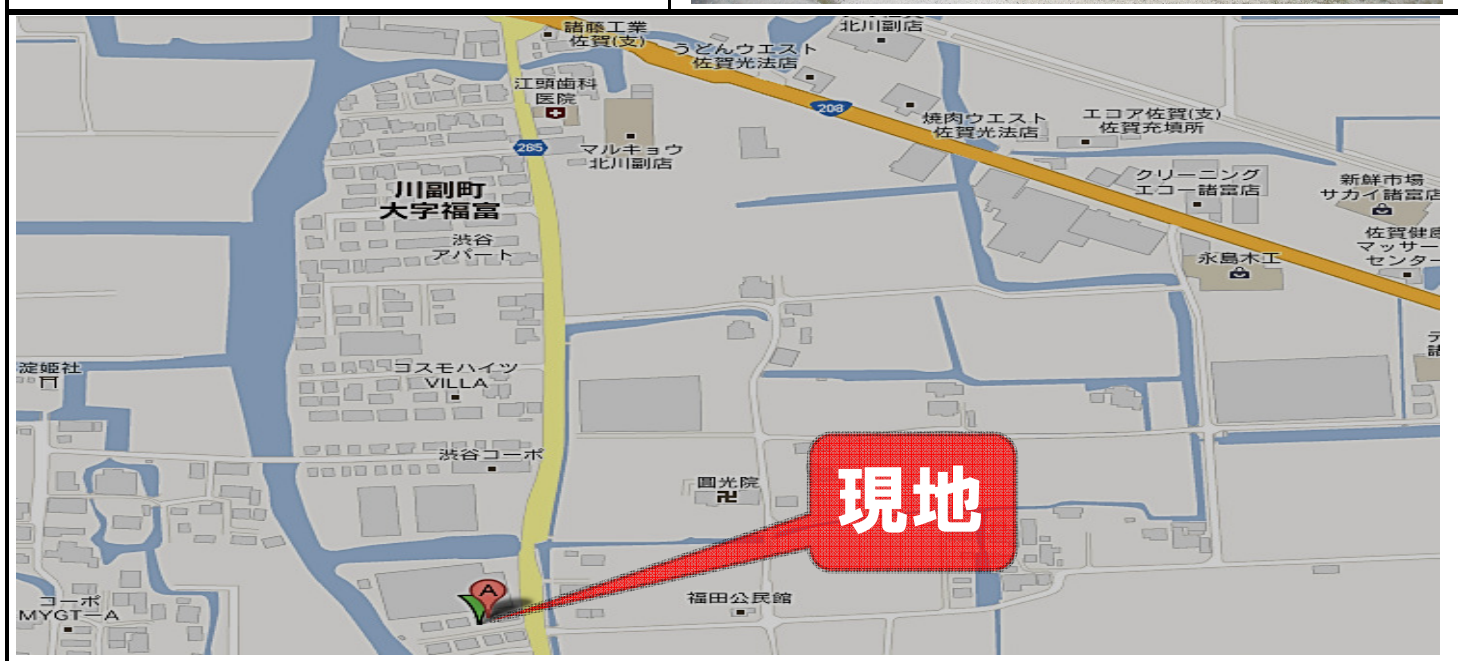 北川副店
諸藤工業
佐賀(支)
うどんウエスト
佐賀光法店
江頭歯科
医院
208
焼肉ウエスト
佐賀光法店
エコア佐賀(支)
佐賀充填所
285
マルキョウ
北川副店
川副町
大字福富
クリーニング
エコー諸富店
新鮮市場
サカイ諸富店
渋谷
アパート
佐賀健康
マッサー
センター
永島木工
淀姫社
コスモハイツ
VILLA
渋谷コーポ
圓光院
現地
A
コーポ
MYGT－A
福田公民館